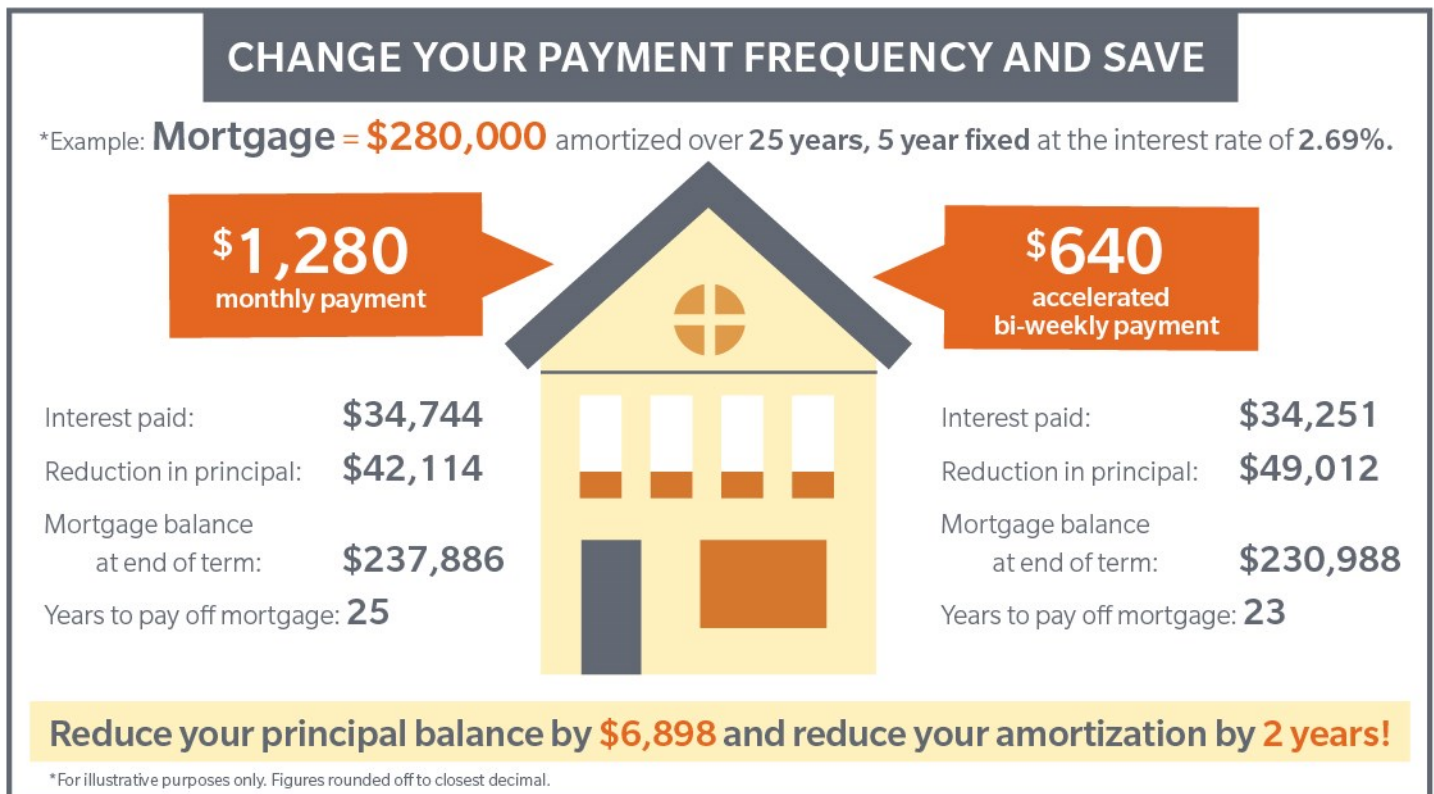 CHANGE YOUR PAYMENT FREQUENCY AND SAVE
*Example: Mortgage = $280,000 amortized over 25 years, 5 year fixed at the interest rate of 2.69%.
$1,280
monthly payment
Interest paid: $34,744
Reduction in principal: $42,114
Mortgage balance
at end of term: $237,886
Years to pay off mortgage: 25
$640
accelerated
bi-weekly payment
Interest paid: $34,251
Reduction in principal: $49,012
Mortgage balance
at end of term: $230,988
Years to pay off mortgage: 23
Reduce your principal balance by $6,898 and reduce your amortization by 2 years!
*For illustrative purposes only. Figures rounded off to closest decimal.